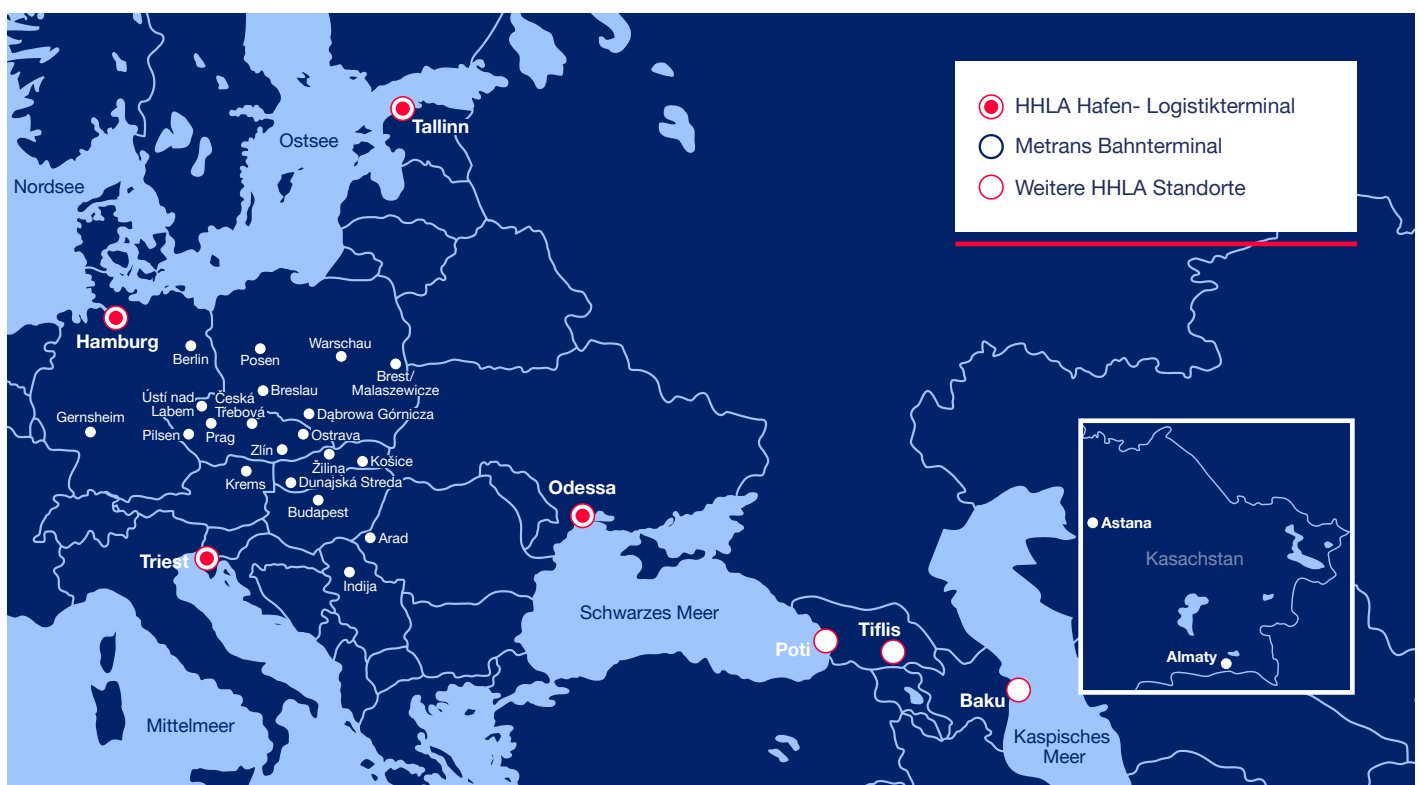 HHLA Hafen- Logistikterminal
Metrans Bahnterminal
Weitere HHLA Standorte
Tallinn
Ostsee
Nordsee
Hamburg
Berlin
Posen
Warschau
Brest/
Malaszewicze
Breslau
Ústí nad
Labem
Česká
Třebová
Dąbrowa Górnicza
Gernsheim
Pilsen
Prag
Ostrava
Zlín
Žilina
Košice
Krems
Dunajská Streda
Budapest
Odessa
Arad
Triest
Indija
Astana
Kasachstan
Almaty
Schwarzes Meer
Tiflis
Poti
Baku
Mittelmeer
Kaspisches
Meer